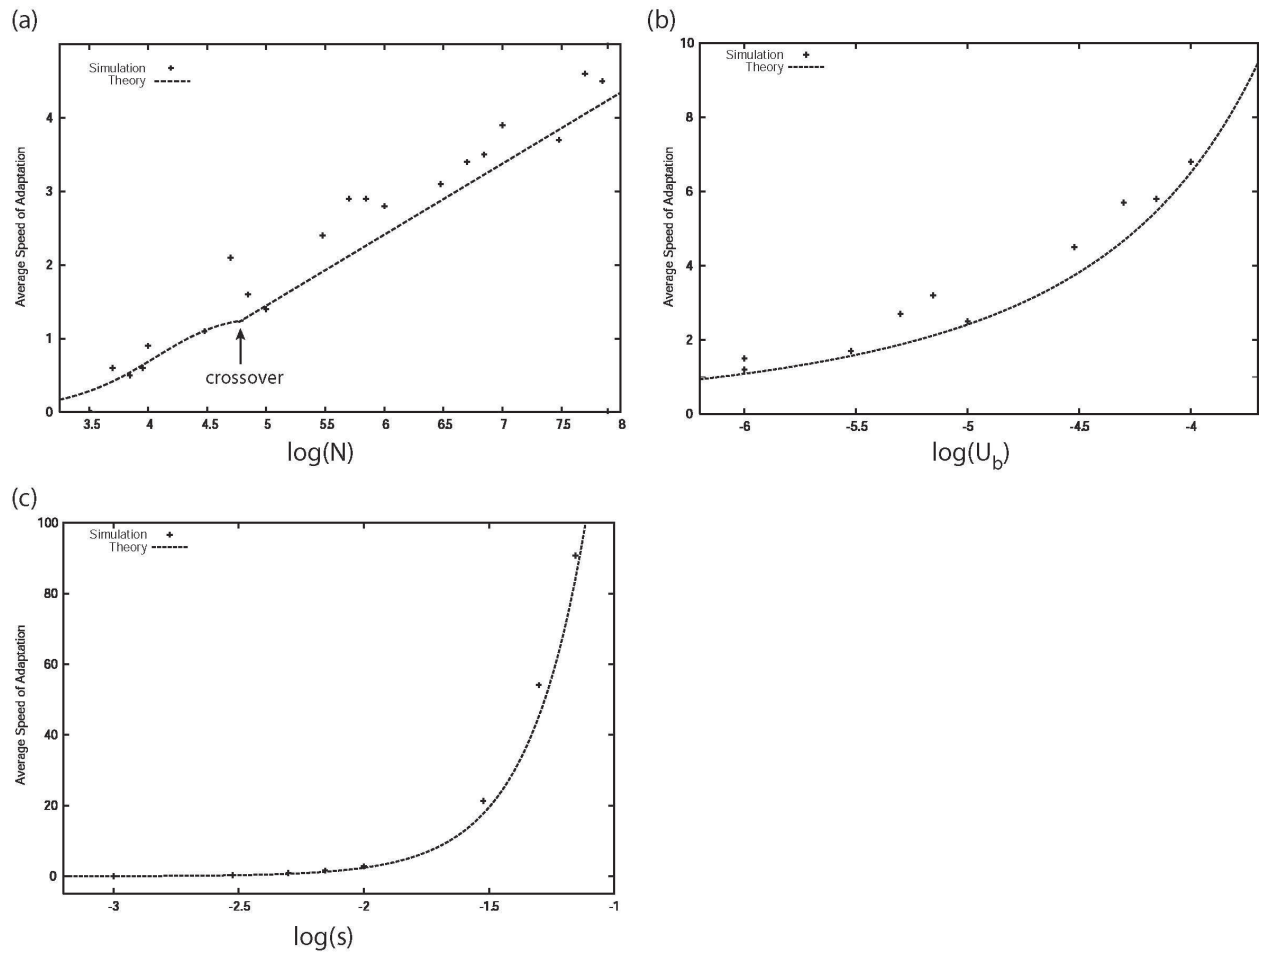 (a)
Simulation
Theory
Average Speed of Adaptation
4
3
2
1
0
crossover
3.5 4 4.5 5 5.5 6 6.5 7 7.5 8
log(N)
(b)
Simulation
Theory
Average Speed of Adaptation
10
8
6
4
2
0
-6 -5.5 -5 -4.5 -4
log(U_b)
(c)
Simulation
Theory
Average Speed of Adaptation
100
80
60
40
20
0
-3 -2.5 -2 -1.5 -1
log(s)